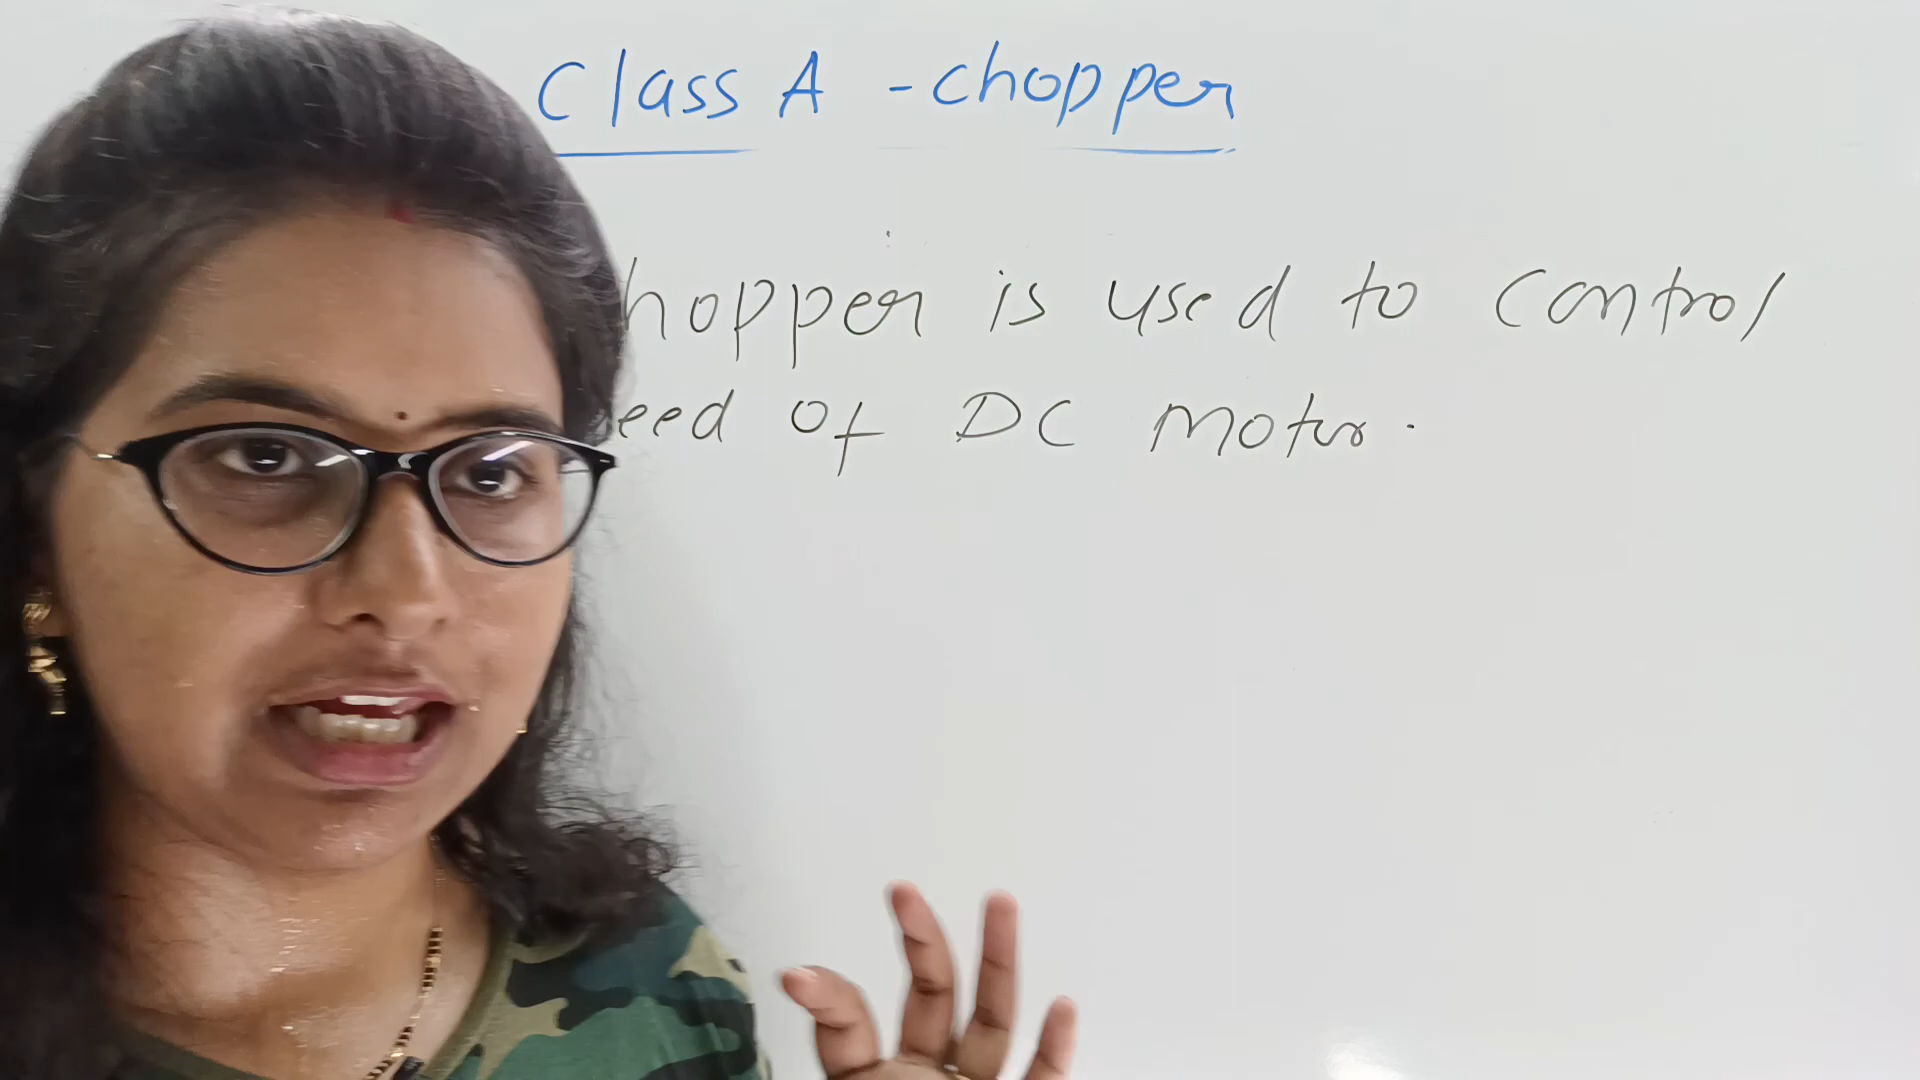 Class A - chopper
hopper is used to control
eed of DC motor.